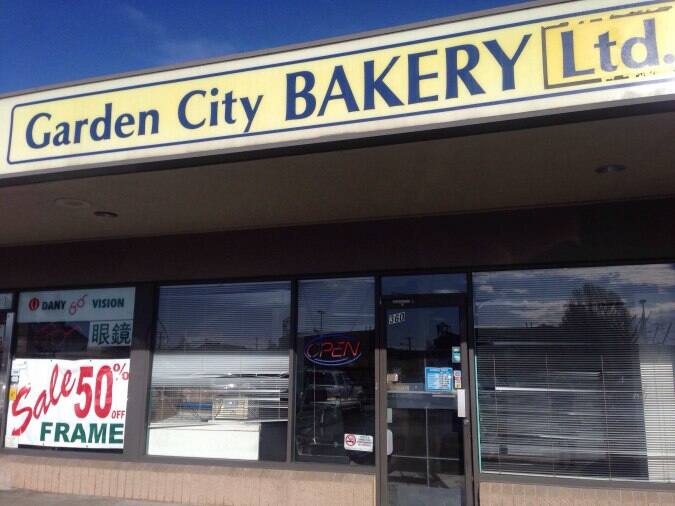 Garden City BAKERY Ltd.
DANY VISION
眼鏡
Sale 50% OFF
FRAME
OPEN
360